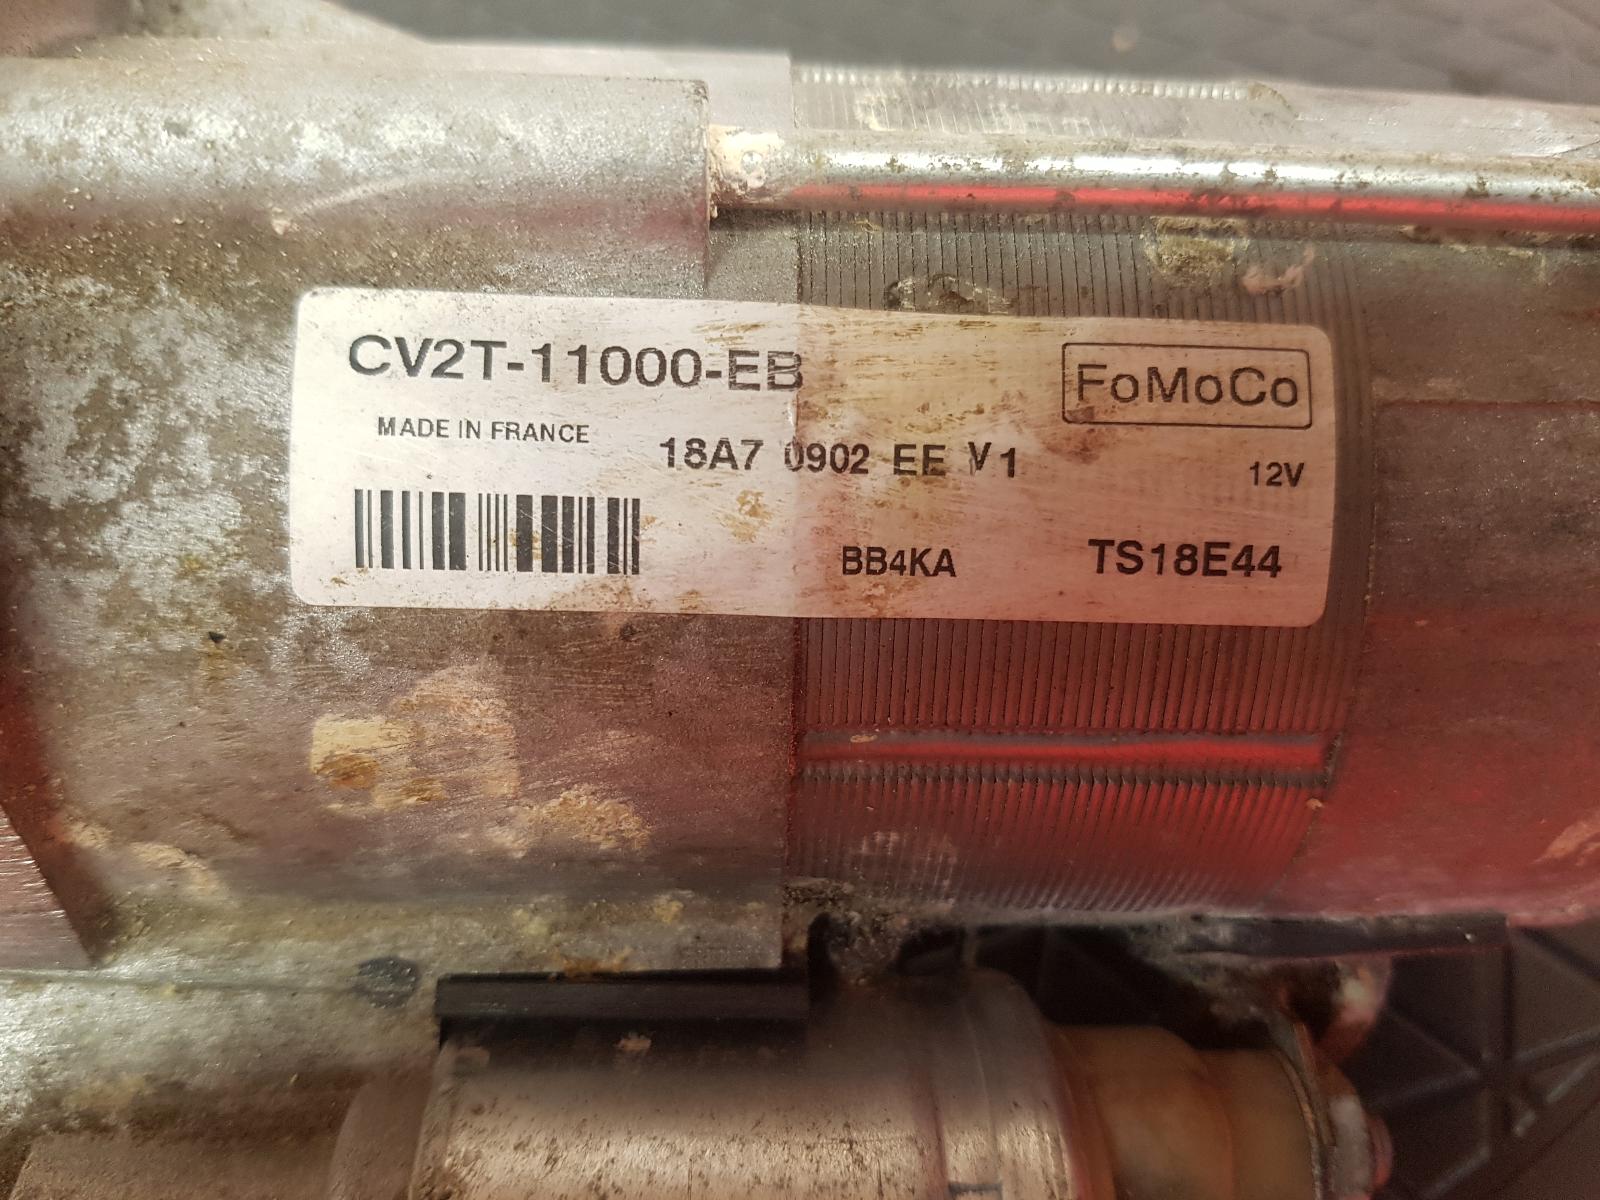 CV2T-11000-EB
FoMoCo
MADE IN FRANCE
18A7 0902 EE V1
12V
BB4KA
TS18E44